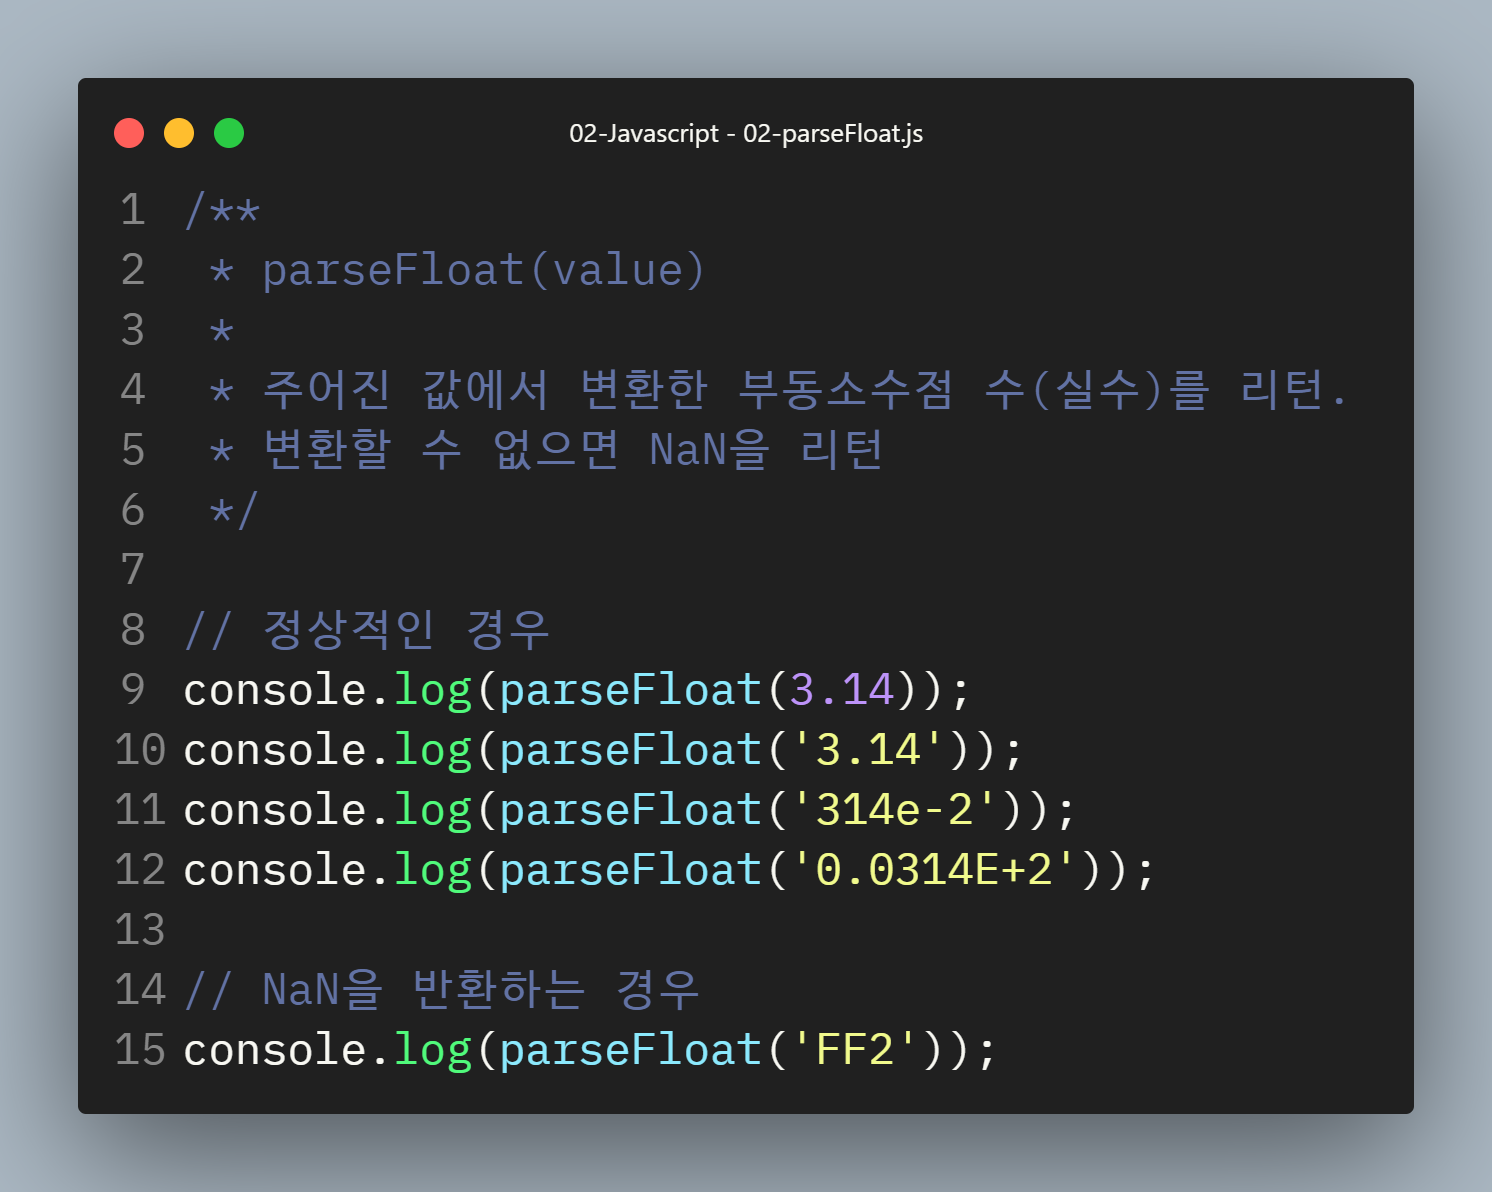 02-Javascript - 02-parseFloat.js
1 /**
2  * parseFloat(value)
3  *
4  * 주어진 값에서 변환한 부동소수점 수(실수)를 리턴.
5  * 변환할 수 없으면 NaN을 리턴
6  */
7
8 // 정상적인 경우
9 console.log(parseFloat(3.14));
10 console.log(parseFloat('3.14'));
11 console.log(parseFloat('314e-2'));
12 console.log(parseFloat('0.0314E+2'));
13
14 // NaN을 반환하는 경우
15 console.log(parseFloat('FF2'));